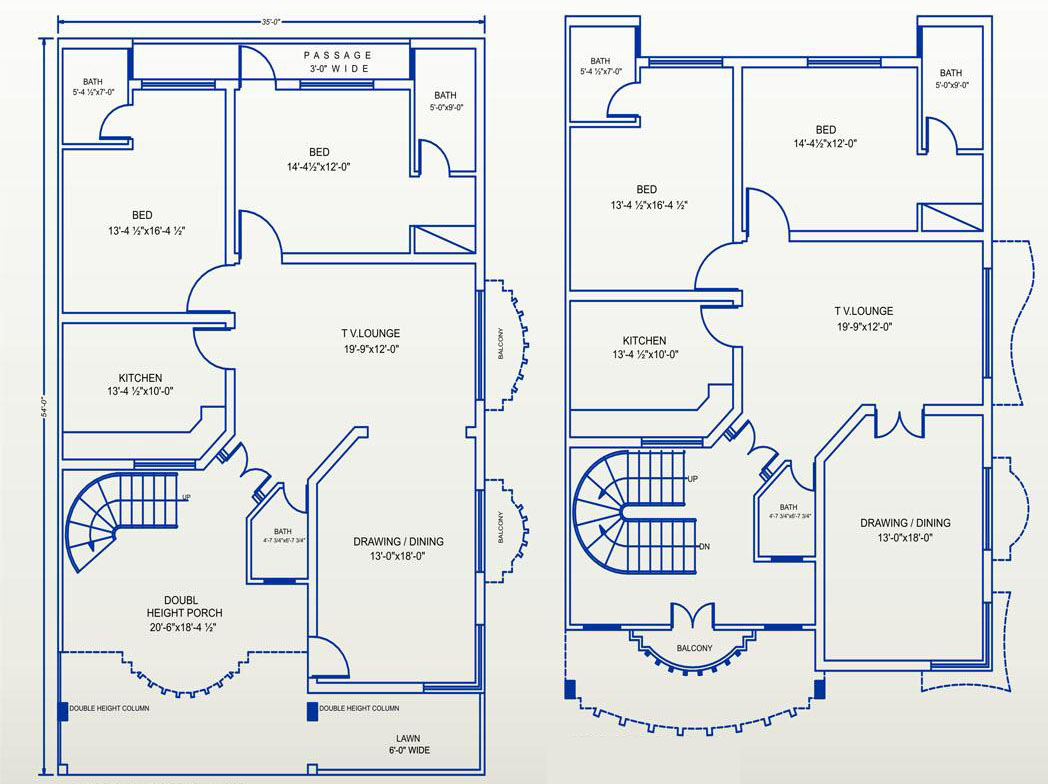 35'-0"
PASSAGE
3'-0" WIDE
BATH
5'-4 ½"x7'-0"
BATH
5'-0"x9'-0"
BED
14'-4½"x12'-0"
BED
13'-4 ½"x16'-4 ½"
T V.LOUNGE
19'-9"x12'-0"
BALCONY
KITCHEN
13'-4 ½"x10'-0"
54'-0"
UP
BATH
4'-7 3/4"x6'-7 3/4"
DRAWING / DINING
13'-0"x18'-0"
BALCONY
DOUBL
HEIGHT PORCH
20'-6"x18'-4 ½"
DOUBLE HEIGHT COLUMN
DOUBLE HEIGHT COLUMN
LAWN
6'-0" WIDE
BATH
5'-4 ½"x7'-0"
BATH
5'-0"x9'-0"
BED
14'-4½"x12'-0"
BED
13'-4 ½"x16'-4 ½"
T V.LOUNGE
19'-9"x12'-0"
KITCHEN
13'-4 ½"x10'-0"
UP
BATH
4'-7 3/4"x6'-7 3/4"
DRAWING / DINING
13'-0"x18'-0"
DN
BALCONY